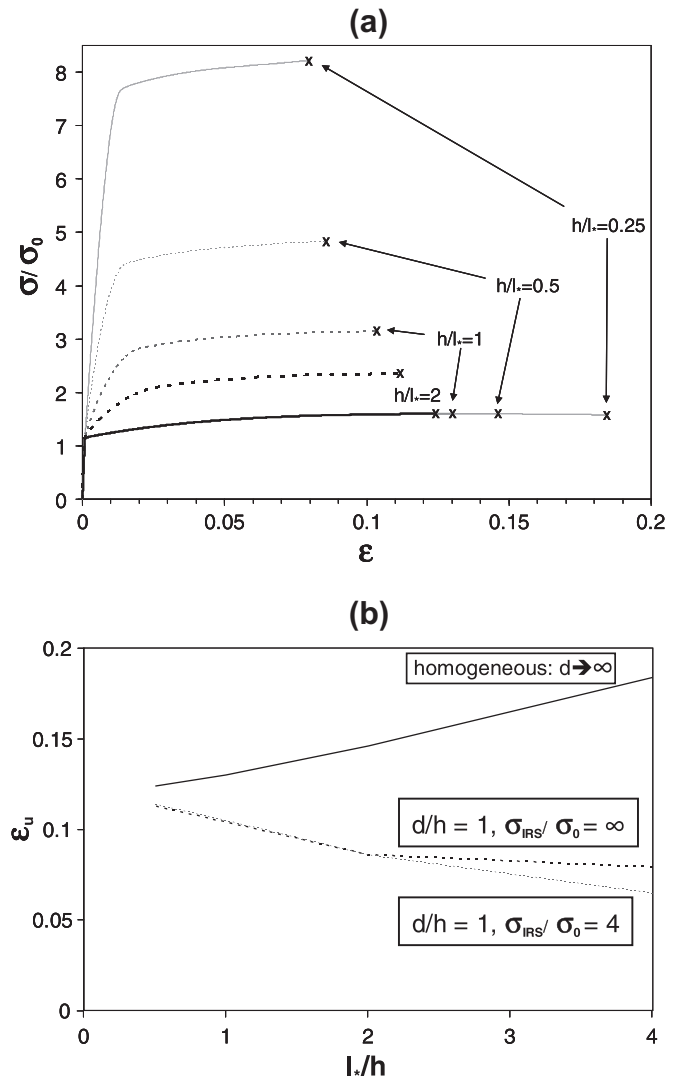 (a)
8
7
6
5
4
3
2
1
0
σ/ σ₀
h/l*=0.25
h/l*=0.5
h/l*=1
h/l*=2
0 0.05 0.1 0.15 0.2
ε
(b)
0.2
0.15
0.1
0.05
0
εᵤ
homogeneous: d➔∞
d/h = 1, σIRS/ σ₀ = ∞
d/h = 1, σIRS/ σ₀ = 4
0 1 2 3 4
l*/h